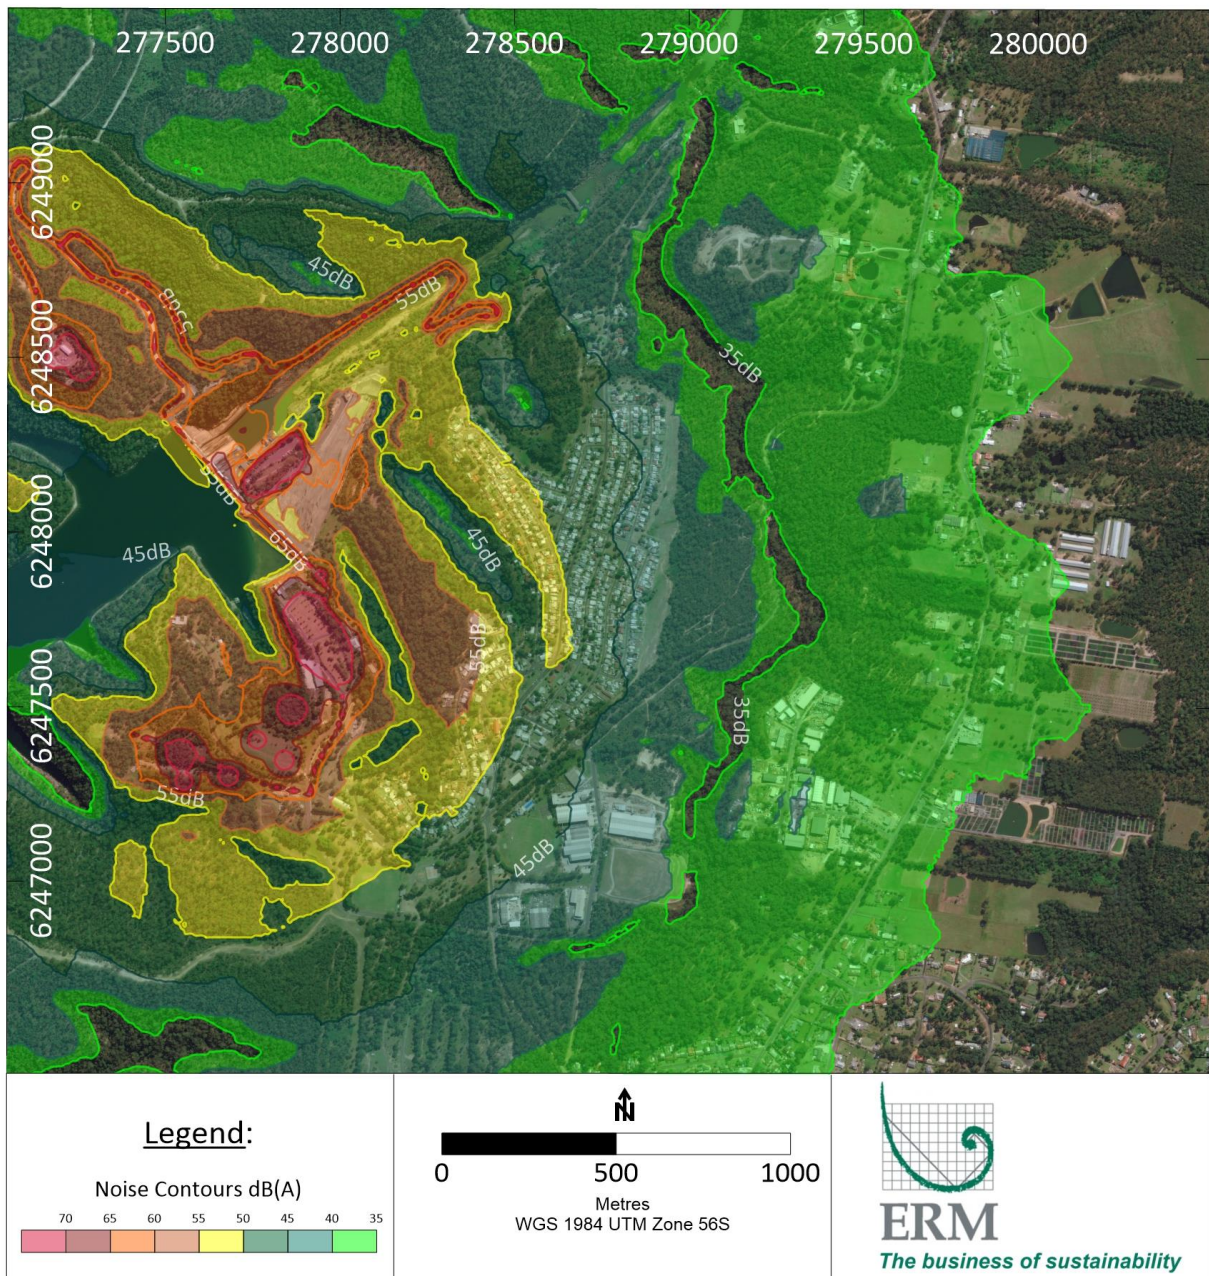 277500 278000 278500 279000 279500 280000
6249000
45dB
55dB
55dB
6248500
35dB
65dB
6248000
45dB
65dB
45dB
55dB
6247500
35dB
55dB
45dB
6247000
Legend:
Noise Contours dB(A)
70 65 60 55 50 45 40 35
N
0 500 1000
Metres
WGS 1984 UTM Zone 56S
ERM
The business of sustainability